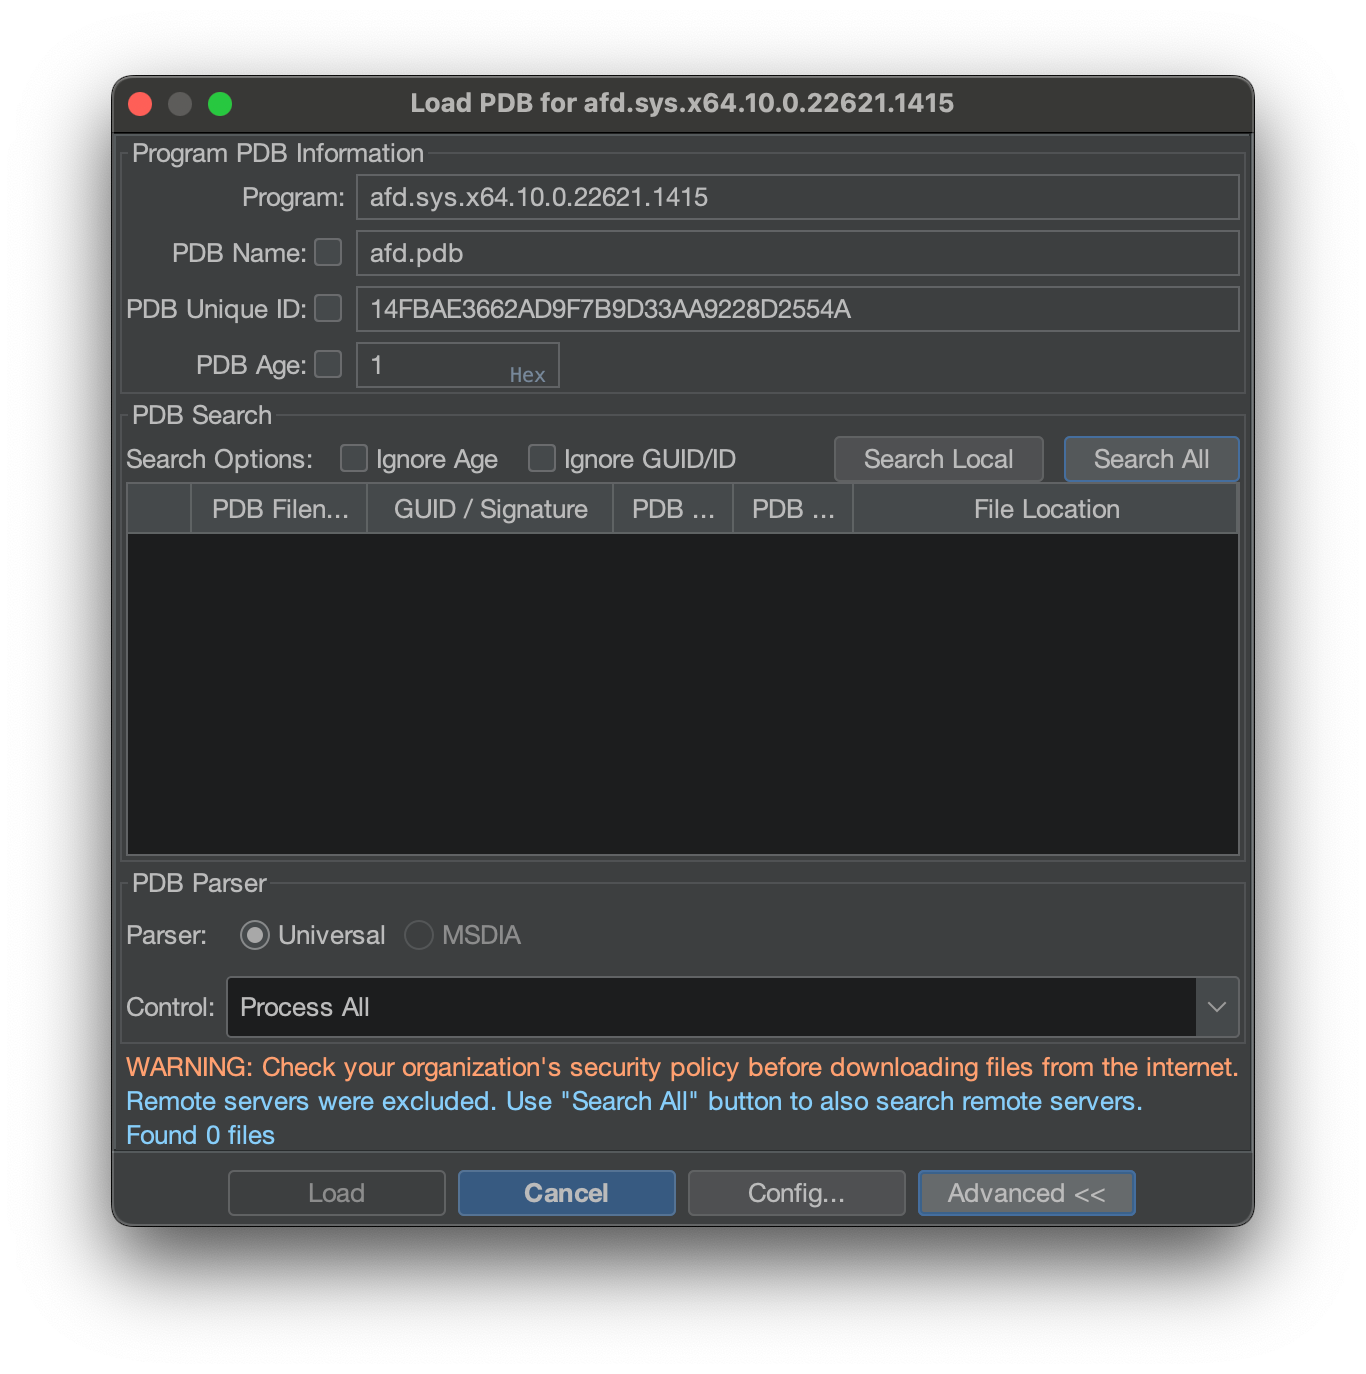 Load PDB for afd.sys.x64.10.0.22621.1415
Program PDB Information
Program: afd.sys.x64.10.0.22621.1415
PDB Name: afd.pdb
PDB Unique ID: 14FBAE3662AD9F7B9D33AA9228D2554A
PDB Age: 1 Hex
PDB Search
Search Options: Ignore Age Ignore GUID/ID Search Local Search All
PDB Filen... GUID / Signature PDB ... PDB ... File Location
PDB Parser
Parser: Universal MSDIA
Control: Process All
WARNING: Check your organization's security policy before downloading files from the internet.
Remote servers were excluded. Use "Search All" button to also search remote servers.
Found 0 files
Load Cancel Config... Advanced <<